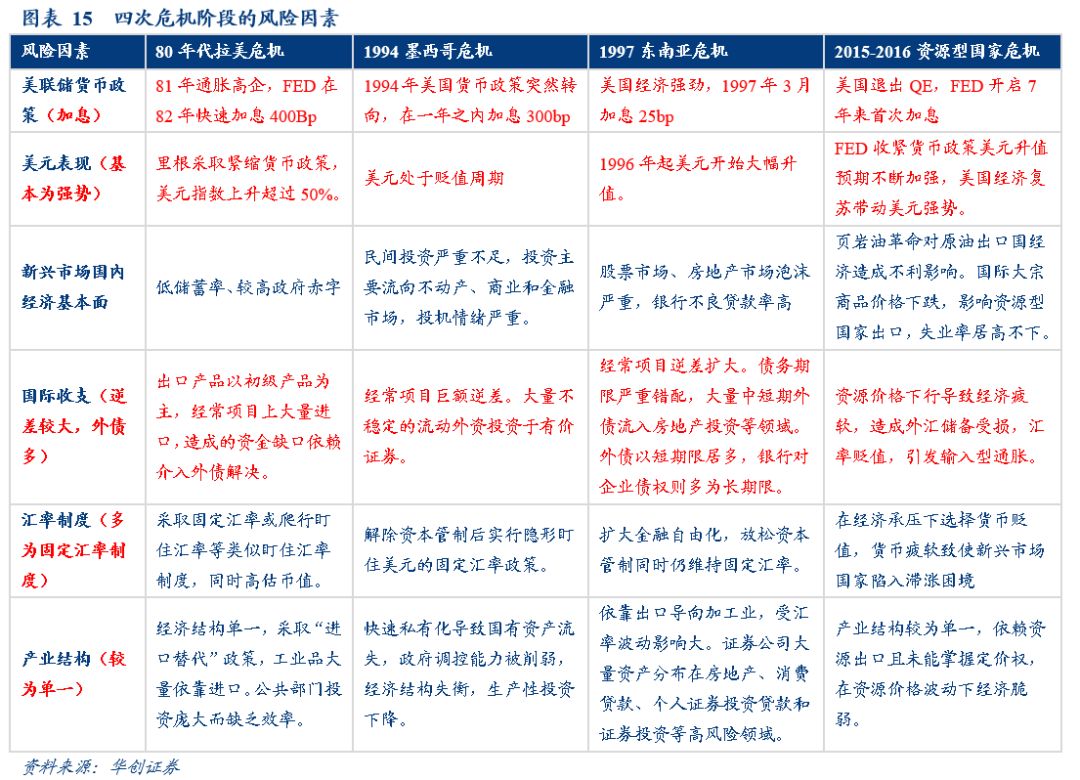 图表 15 四次危机阶段的风险因素
风险因素
80 年代拉美危机
1994 墨西哥危机
1997 东南亚危机
2015-2016 资源型国家危机
美联储货币政
策（加息）
81 年通胀高企，FED 在
82 年快速加息 400Bp
1994 年美国货币政策突然转
向，在一年之内加息 300bp
美国经济强劲，1997 年 3 月
加息 25bp
美国退出 QE，FED 开启 7
年来首次加息
美元表现（基
本为强势）
里根采取紧缩货币政策，
美元指数上升超过 50%。
美元处于贬值周期
1996 年起美元开始大幅升
值。
FED 收紧货币政策美元升值
预期不断加强，美国经济复
苏带动美元强势。
新兴市场国内
经济基本面
低储蓄率、较高政府赤字
民间投资严重不足，投资主
要流向不动产、商业和金融
市场，投机情绪严重。
股票市场、房地产市场泡沫
严重，银行不良贷款率高
页岩油革命对原油出口国经
济造成不利影响。国际大宗
商品价格下跌，影响资源型
国家出口，失业率居高不下。
国际收支（逆
差较大，外债
多）
出口产品以初级产品为
主，经常项目上大量进
口，造成的资金缺口依赖
介入外债解决。
经常项目巨额逆差。大量不
稳定的流动外资投资于有价
证券。
经常项目逆差扩大。债务期
限严重错配，大量中短期外
债流入房地产投资等领域。
外债以短期限居多，银行对
企业债权则多为长期限。
资源价格下行导致经济疲
软，造成外汇储备受损，汇
率贬值，引发输入型通胀。
汇率制度（多
为固定汇率制
度）
采取固定汇率或爬行盯
住汇率等类似盯住汇率
制度，同时高估币值。
解除资本管制后实行隐形盯
住美元的固定汇率政策。
扩大金融自由化，放松资本
管制同时仍维持固定汇率。
在经济承压下选择货币贬
值，货币疲软致使新兴市场
国家陷入滞涨困境
产业结构（较
为单一）
经济结构单一，采取“进
口替代”政策，工业品大
量依靠进口。公共部门投
资庞大而缺乏效率。
快速私有化导致国有资产流
失，政府调控能力被削弱，
经济结构失衡，生产性投资
下降。
依靠出口导向加工业，受汇
率波动影响大。证券公司大
量资产分布在房地产、消费
贷款、个人证券投资贷款和
证券投资等高风险领域。
产业结构较为单一，依赖资
源出口且未能掌握定价权，
在资源价格波动下经济脆
弱。
资料来源：华创证券